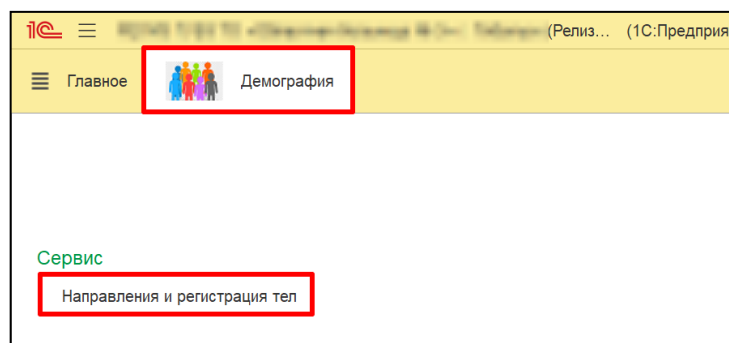 1С (Релиз... (1С:Предприя
Главное Демография
Сервис
Направления и регистрация тел